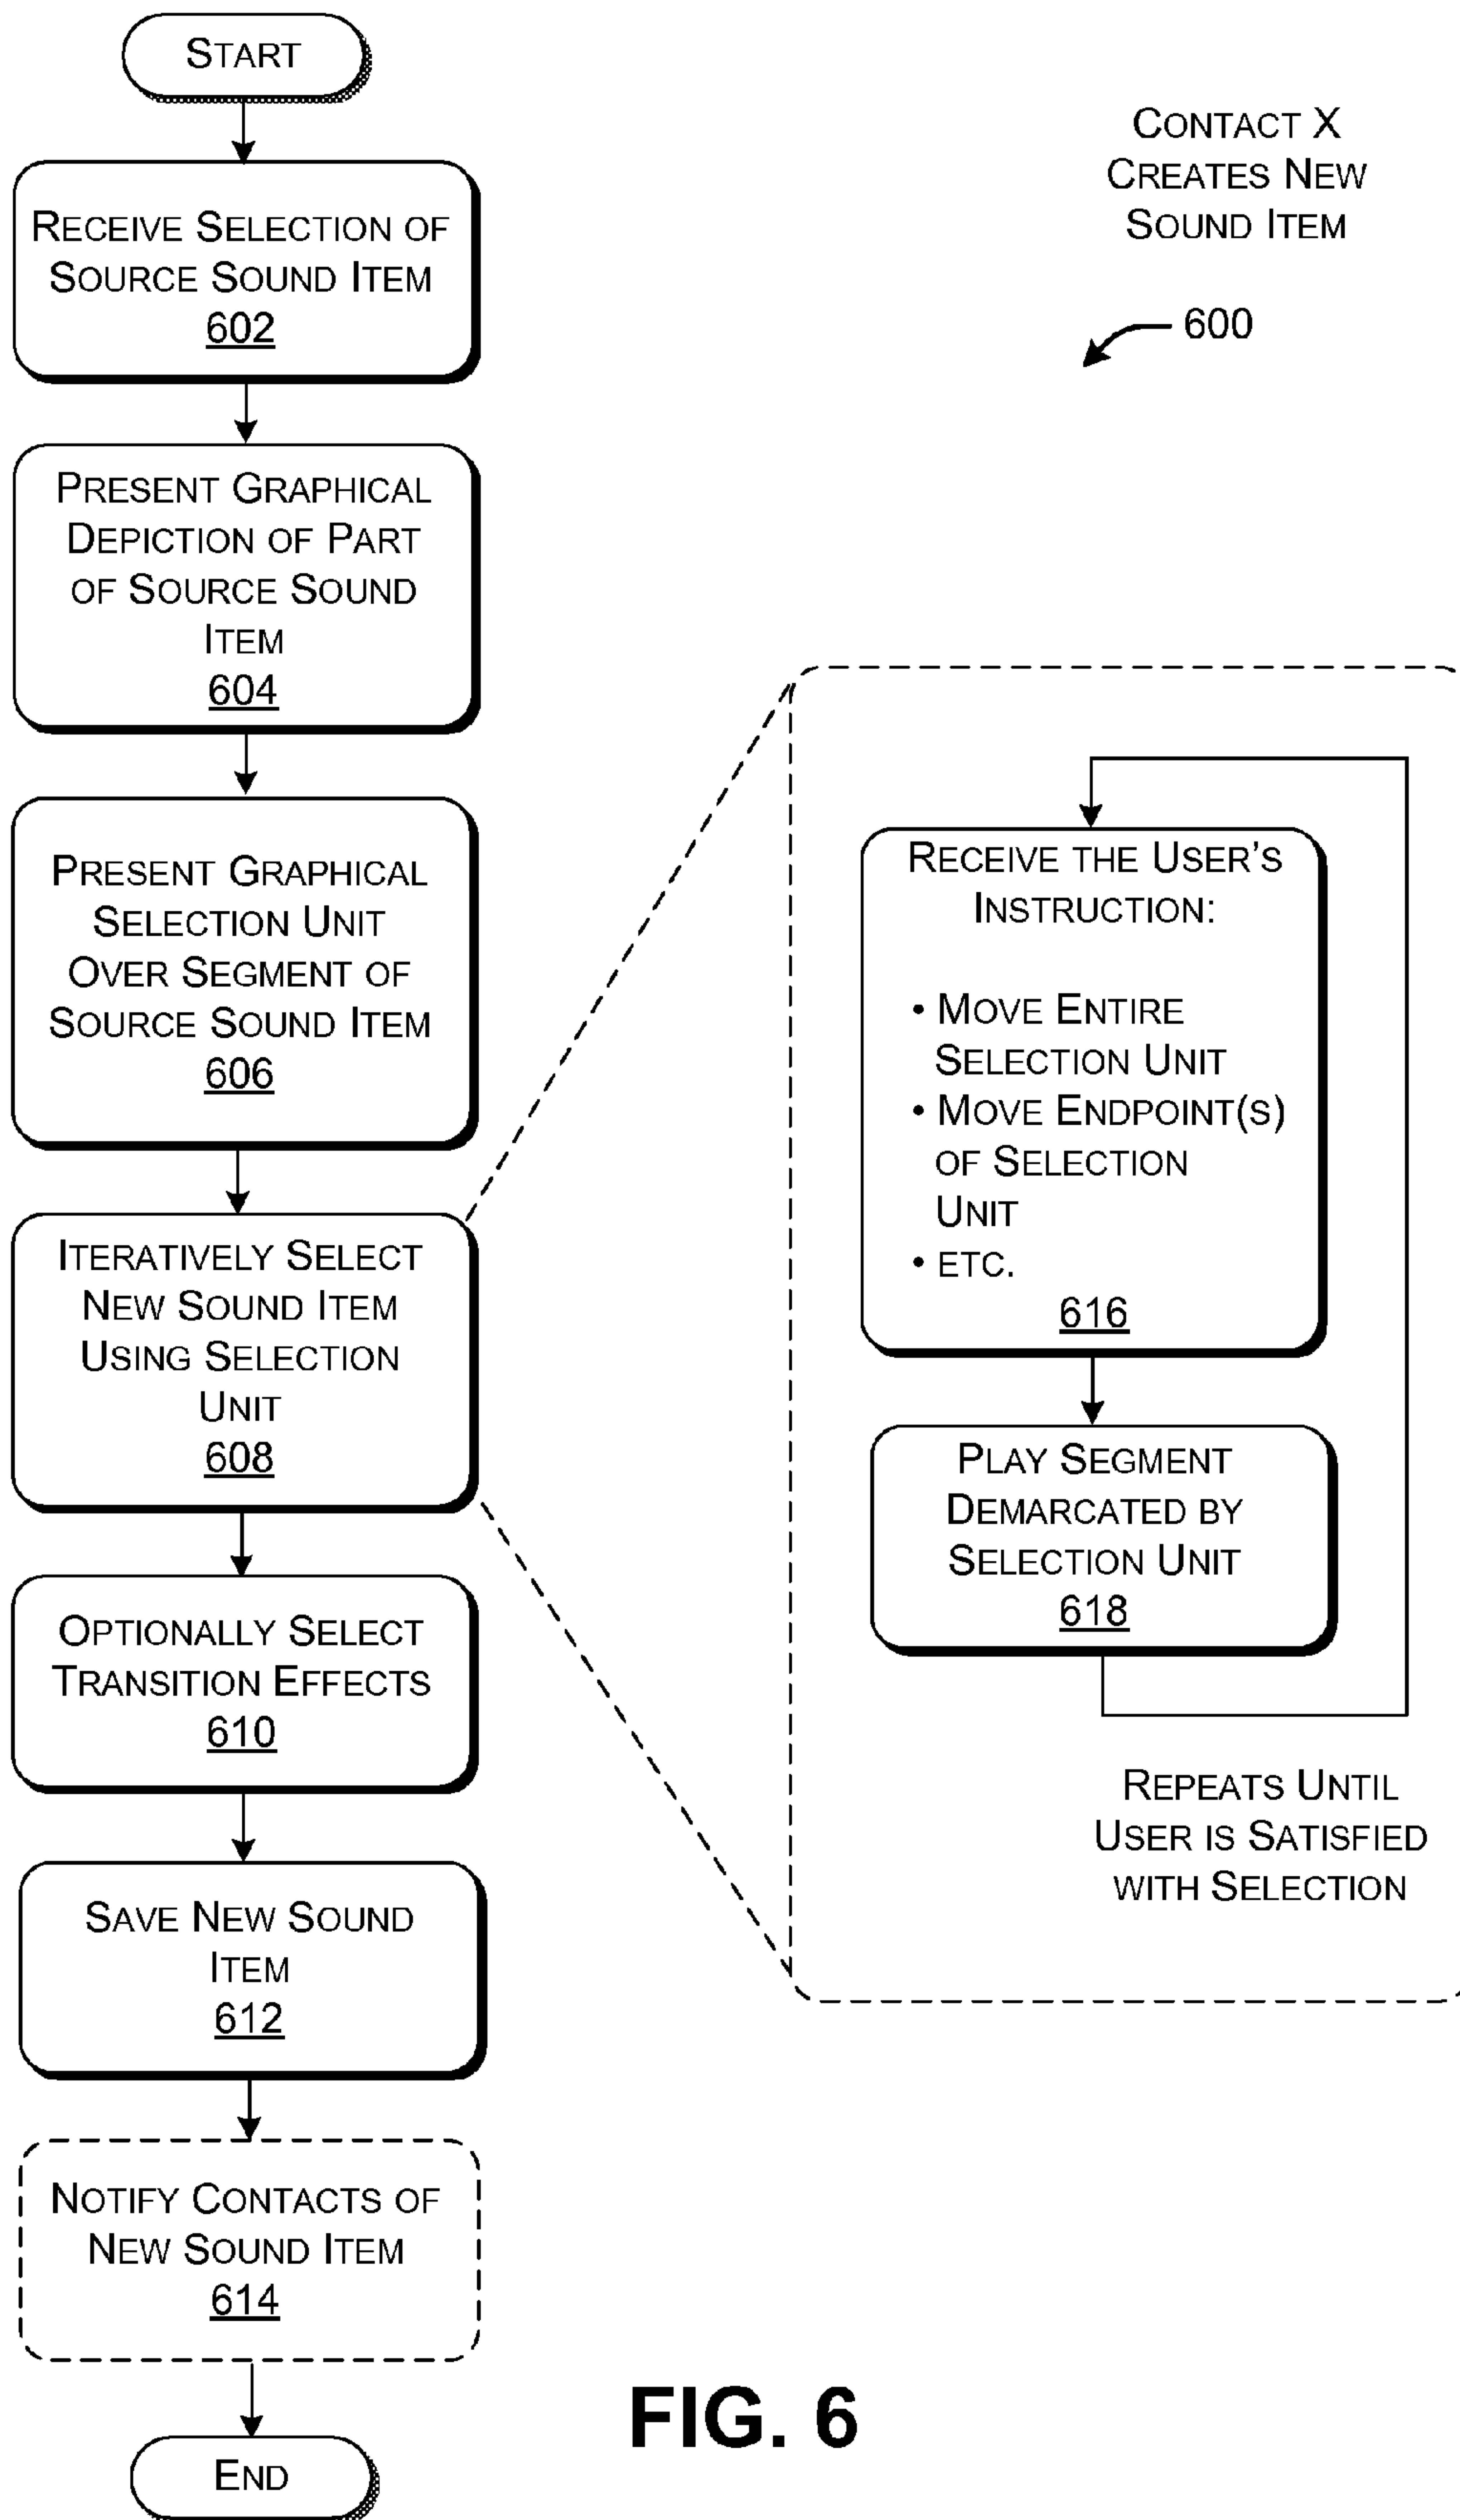 START
RECEIVE SELECTION OF
SOURCE SOUND ITEM
602
PRESENT GRAPHICAL
DEPICTION OF PART
OF SOURCE SOUND
ITEM
604
PRESENT GRAPHICAL
SELECTION UNIT
OVER SEGMENT OF
SOURCE SOUND ITEM
606
ITERATIVELY SELECT
NEW SOUND ITEM
USING SELECTION
UNIT
608
OPTIONALLY SELECT
TRANSITION EFFECTS
610
SAVE NEW SOUND
ITEM
612
NOTIFY CONTACTS OF
NEW SOUND ITEM
614
END
CONTACT X
CREATES NEW
SOUND ITEM
600
RECEIVE THE USER'S
INSTRUCTION:
• MOVE ENTIRE
SELECTION UNIT
• MOVE ENDPOINT(S)
OF SELECTION
UNIT
• ETC.
616
PLAY SEGMENT
DEMARCATED BY
SELECTION UNIT
618
REPEATS UNTIL
USER IS SATISFIED
WITH SELECTION
FIG. 6